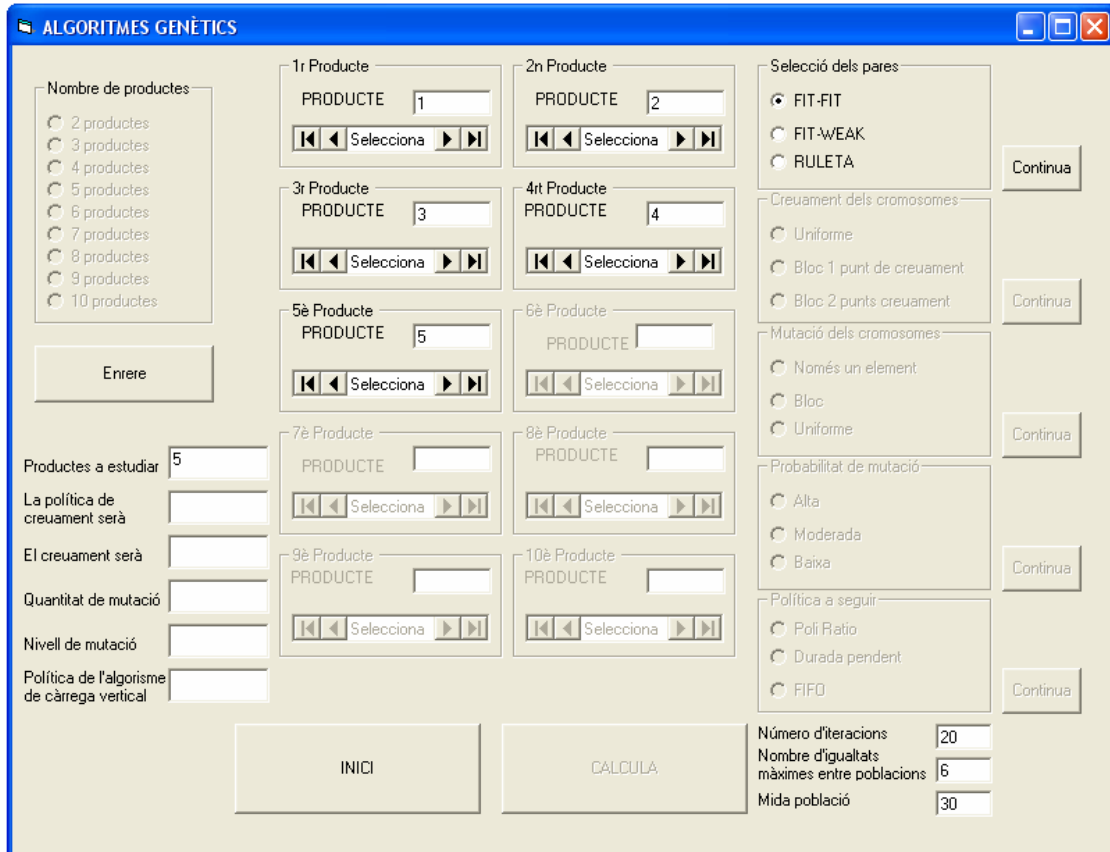 ALGORITMES GENÈTICS
Nombre de productes
2 productes
3 productes
4 productes
5 productes
6 productes
7 productes
8 productes
9 productes
10 productes
Enrere
Productes a estudiar 5
La política de
creuament serà
El creuament serà
Quantitat de mutació
Nivell de mutació
Política de l'algorisme
de càrrega vertical
1r Producte
PRODUCTE 1
Selecciona
2n Producte
PRODUCTE 2
Selecciona
3r Producte
PRODUCTE 3
Selecciona
4rt Producte
PRODUCTE 4
Selecciona
5è Producte
PRODUCTE 5
Selecciona
6è Producte
PRODUCTE
Selecciona
7è Producte
PRODUCTE
Selecciona
8è Producte
PRODUCTE
Selecciona
9è Producte
PRODUCTE
Selecciona
10è Producte
PRODUCTE
Selecciona
Selecció dels pares
FIT-FIT
FIT-WEAK
RULETA
Continua
Creuament dels cromosomes
Uniforme
Bloc 1 punt de creuament
Bloc 2 punts creuament
Continua
Mutació dels cromosomes
Només un element
Bloc
Uniforme
Continua
Probabilitat de mutació
Alta
Moderada
Baixa
Continua
Política a seguir
Poli Ratio
Durada pendent
FIFO
Continua
INICI
CALCULA
Número d'iteracions 20
Nombre d'igualtats
màximes entre poblacions 6
Mida població 30